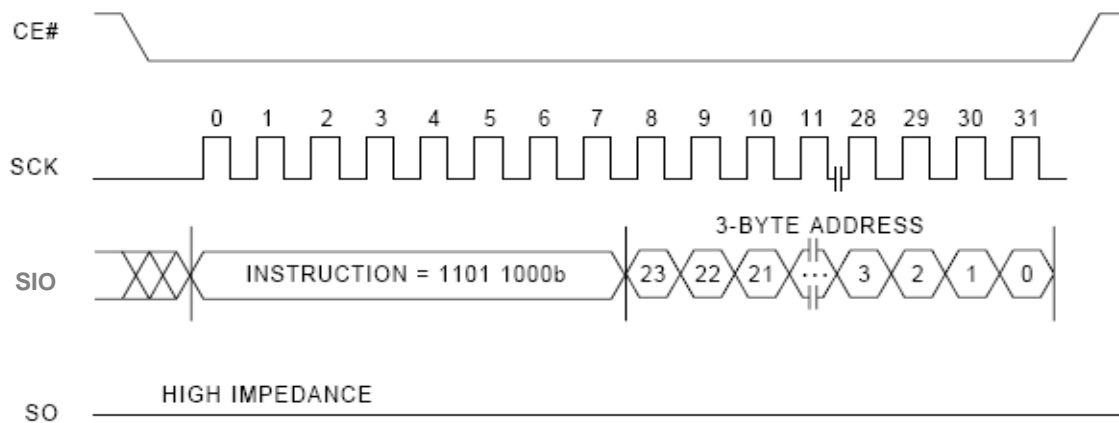 CE#
0 1 2 3 4 5 6 7 8 9 10 11 28 29 30 31
SCK
3-BYTE ADDRESS
SIO INSTRUCTION = 1101 1000b 23 22 21 ... 3 2 1 0
HIGH IMPEDANCE
SO